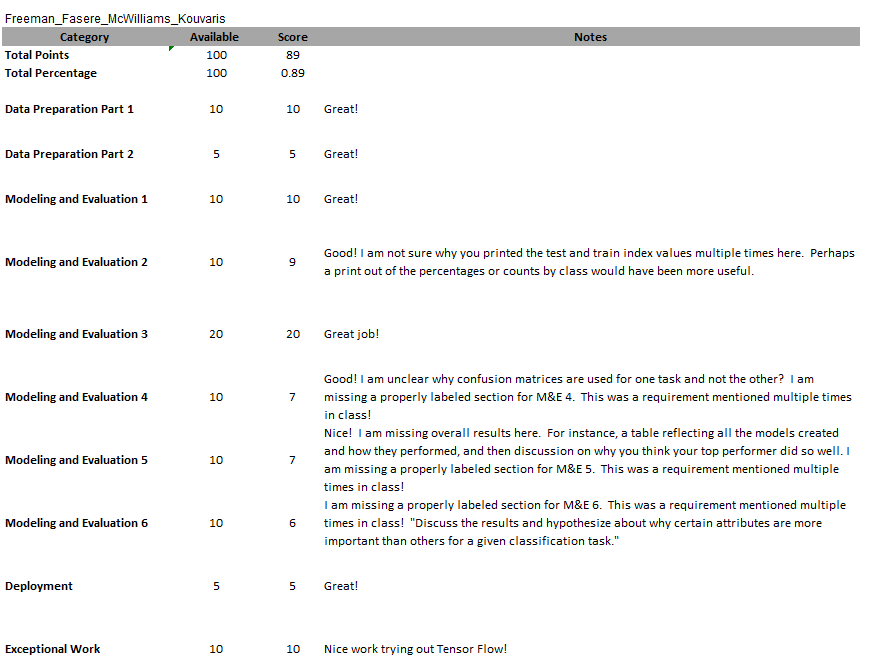 Freeman_Fasere_McWilliams_Kouvaris
Category Available Score Notes
Total Points 100 89
Total Percentage 100 0.89
Data Preparation Part 1 10 10 Great!
Data Preparation Part 2 5 5 Great!
Modeling and Evaluation 1 10 10 Great!
Modeling and Evaluation 2 10 9 Good! I am not sure why you printed the test and train index values multiple times here. Perhaps
a print out of the percentages or counts by class would have been more useful.
Modeling and Evaluation 3 20 20 Great job!
Modeling and Evaluation 4 10 7 Good! I am unclear why confusion matrices are used for one task and not the other? I am
missing a properly labeled section for M&E 4. This was a requirement mentioned multiple times
in class!
Modeling and Evaluation 5 10 7 Nice! I am missing overall results here. For instance, a table reflecting all the models created
and how they performed, and then discussion on why you think your top performer did so well. I
am missing a properly labeled section for M&E 5. This was a requirement mentioned multiple
times in class!
Modeling and Evaluation 6 10 6 I am missing a properly labeled section for M&E 6. This was a requirement mentioned multiple
times in class! "Discuss the results and hypothesize about why certain attributes are more
important than others for a given classification task."
Deployment 5 5 Great!
Exceptional Work 10 10 Nice work trying out Tensor Flow!